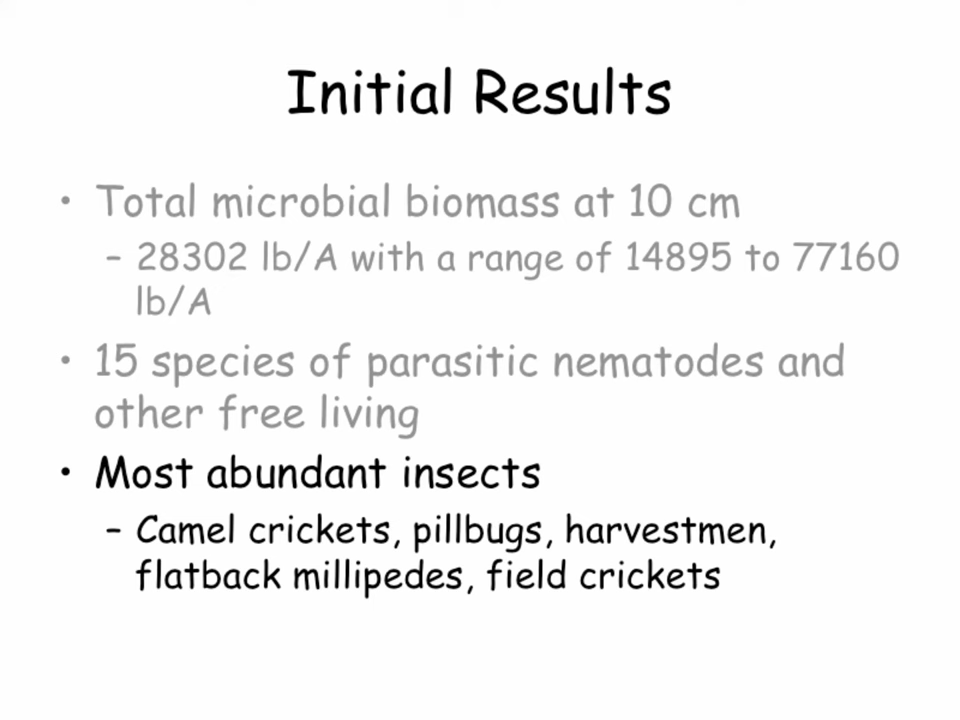 Initial Results
• Total microbial biomass at 10 cm
– 28302 lb/A with a range of 14895 to 77160
lb/A
• 15 species of parasitic nematodes and
other free living
• Most abundant insects
– Camel crickets, pillbugs, harvestmen,
flatback millipedes, field crickets